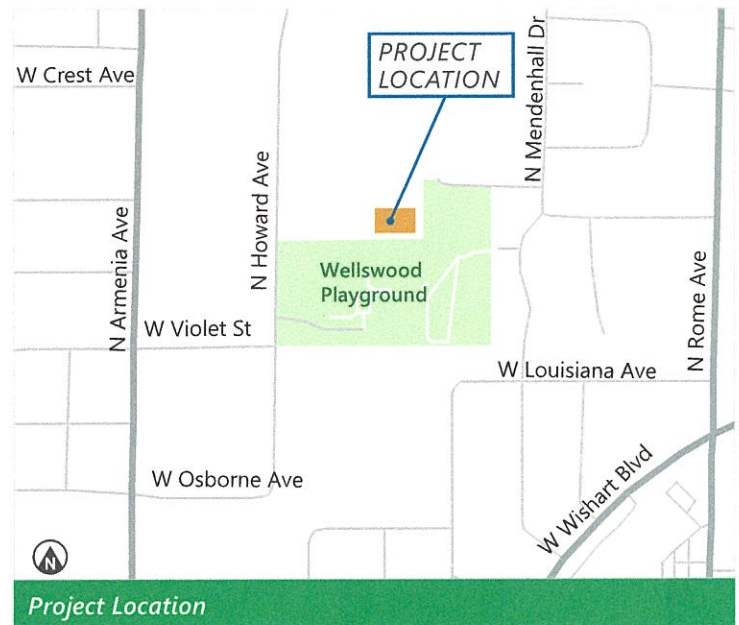 PROJECT
LOCATION
W Crest Ave
N Mendenhall Dr
N Howard Ave
N Armenia Ave
Wellswood
Playground
W Violet St
N Rome Ave
W Louisiana Ave
W Osborne Ave
W Wishart Blvd
N
Project Location